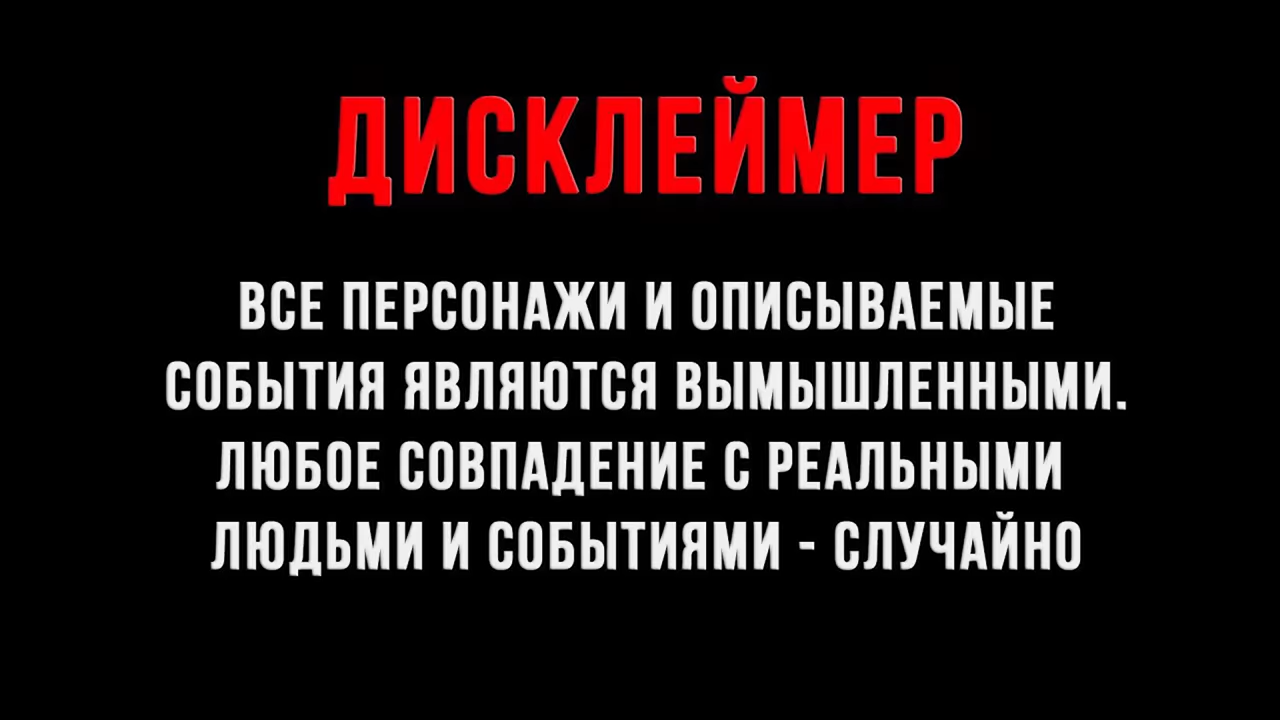 ДИСКЛЕЙМЕР
ВСЕ ПЕРСОНАЖИ И ОПИСЫВАЕМЫЕ
СОБЫТИЯ ЯВЛЯЮТСЯ ВЫМЫШЛЕННЫМИ.
ЛЮБОЕ СОВПАДЕНИЕ С РЕАЛЬНЫМИ
ЛЮДЬМИ И СОБЫТИЯМИ - СЛУЧАЙНО